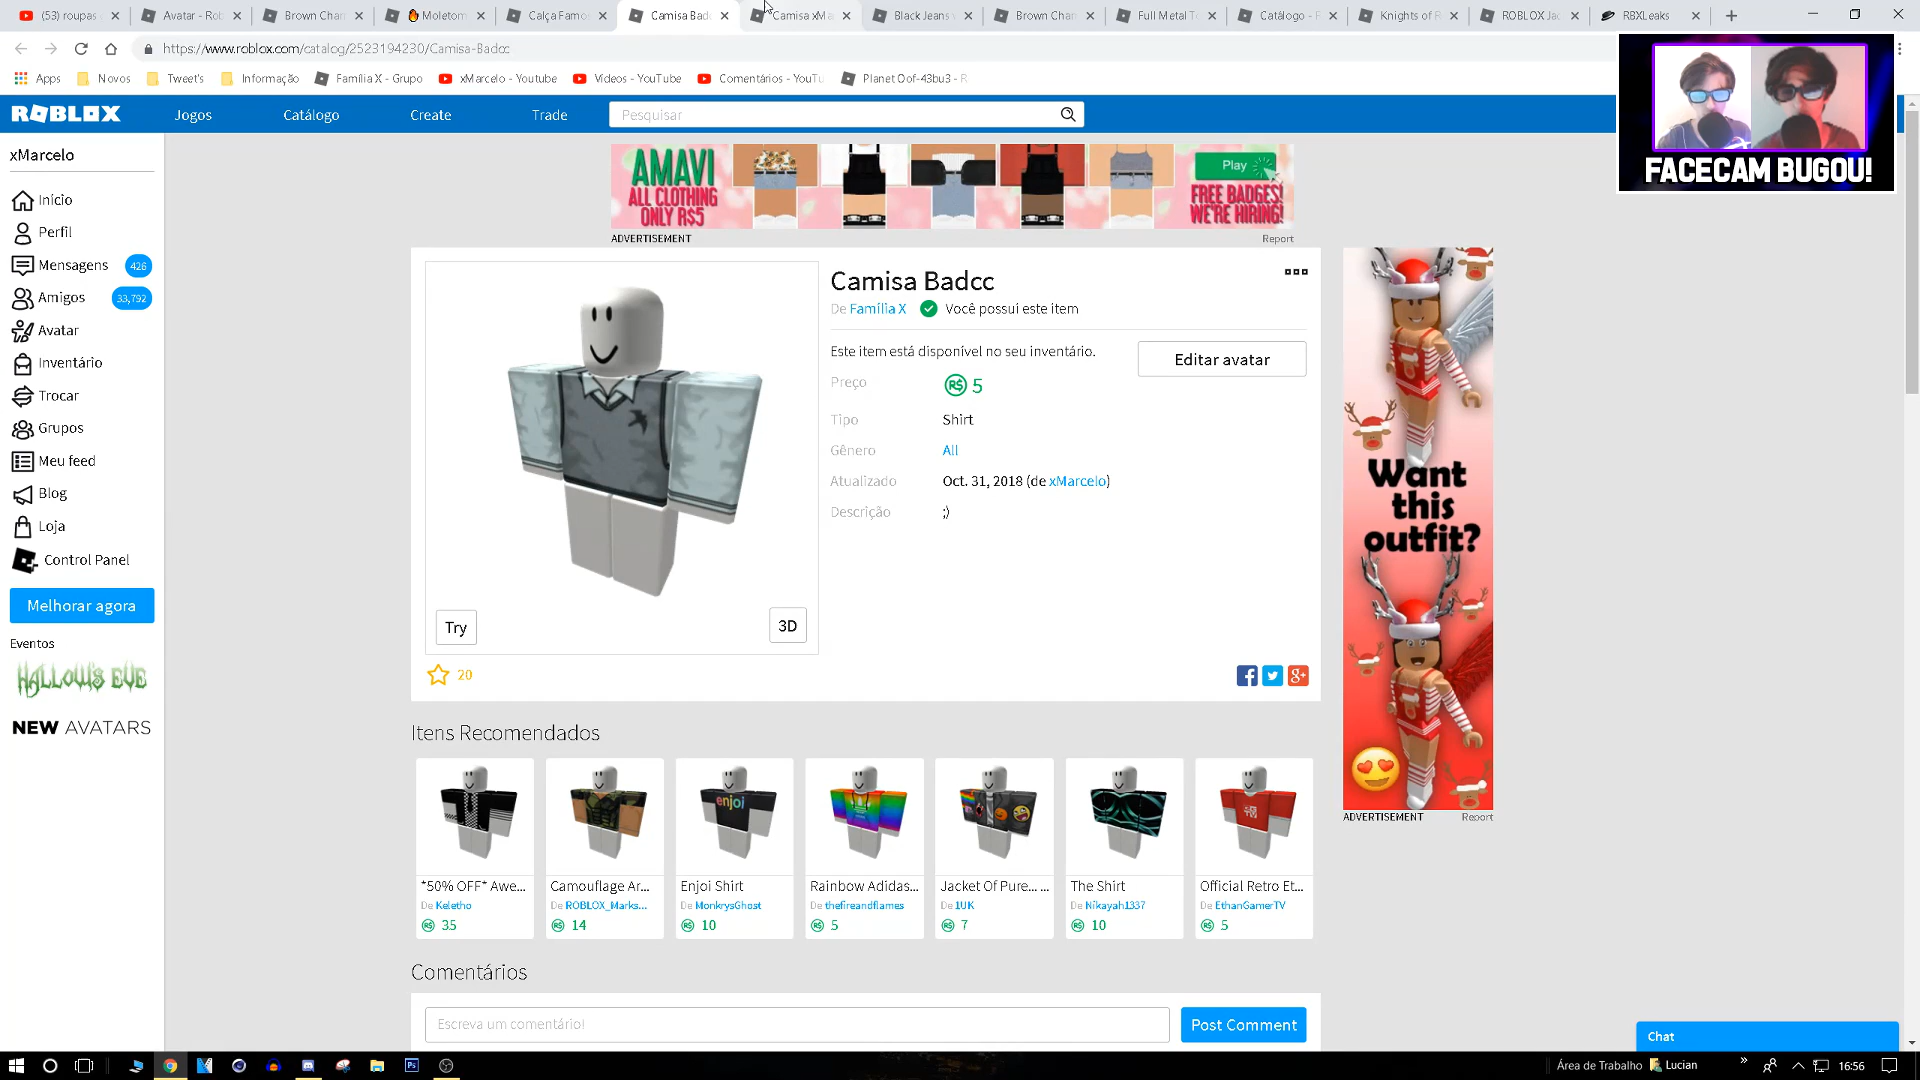 (53) roupas
Avatar - Rob
Brown Char
Moletom
Calça Famo
Camisa Bad
Camisa xMa
Black Jeans
Brown Char
Full Metal T
Catálogo - R
Knights of R
ROBLOX Ja
RBXLeaks
https://www.roblox.com/catalog/2523194230/Camisa-Badcc
Apps
Novos
Tweet's
Informação
Família X - Grupo
xMarcelo - Youtube
Vídeos - YouTube
Comentários - YouTu
Planet Oof-43bu3 - R
FACECAM BUGOU!
ROBLOX
Jogos
Catálogo
Create
Trade
Pesquisar
xMarcelo
Início
Perfil
Mensagens 426
Amigos 33,792
Avatar
Inventário
Trocar
Grupos
Meu feed
Blog
Loja
Control Panel
Melhorar agora
Eventos
HALLOW'S EVE
NEW AVATARS
AMAVI
ALL CLOTHING
ONLY R$5
Play
FREE BADGES!
WE'RE HIRING!
ADVERTISEMENT
Report
Camisa Badcc
De Família X Você possui este item
Este item está disponível no seu inventário.
Editar avatar
Preço R$ 5
Tipo Shirt
Gênero All
Atualizado Oct. 31, 2018 (de xMarcelo)
Descrição ;)
Try
3D
20
Want
this
outfit?
ADVERTISEMENT
Report
Itens Recomendados
*50% OFF* Awe...
De Keletho
35
Camouflage Ar...
De ROBLOX_Marks...
14
enjoi
Enjoi Shirt
De MonkrysGhost
10
Rainbow Adidas...
De thefireandflames
5
Jacket Of Pure... ...
De 1UK
7
The Shirt
De Nikayah1337
10
Official Retro Et...
De EthanGamerTV
5
Comentários
Escreva um comentário!
Post Comment
Chat
Área de Trabalho
Lucian
16:56